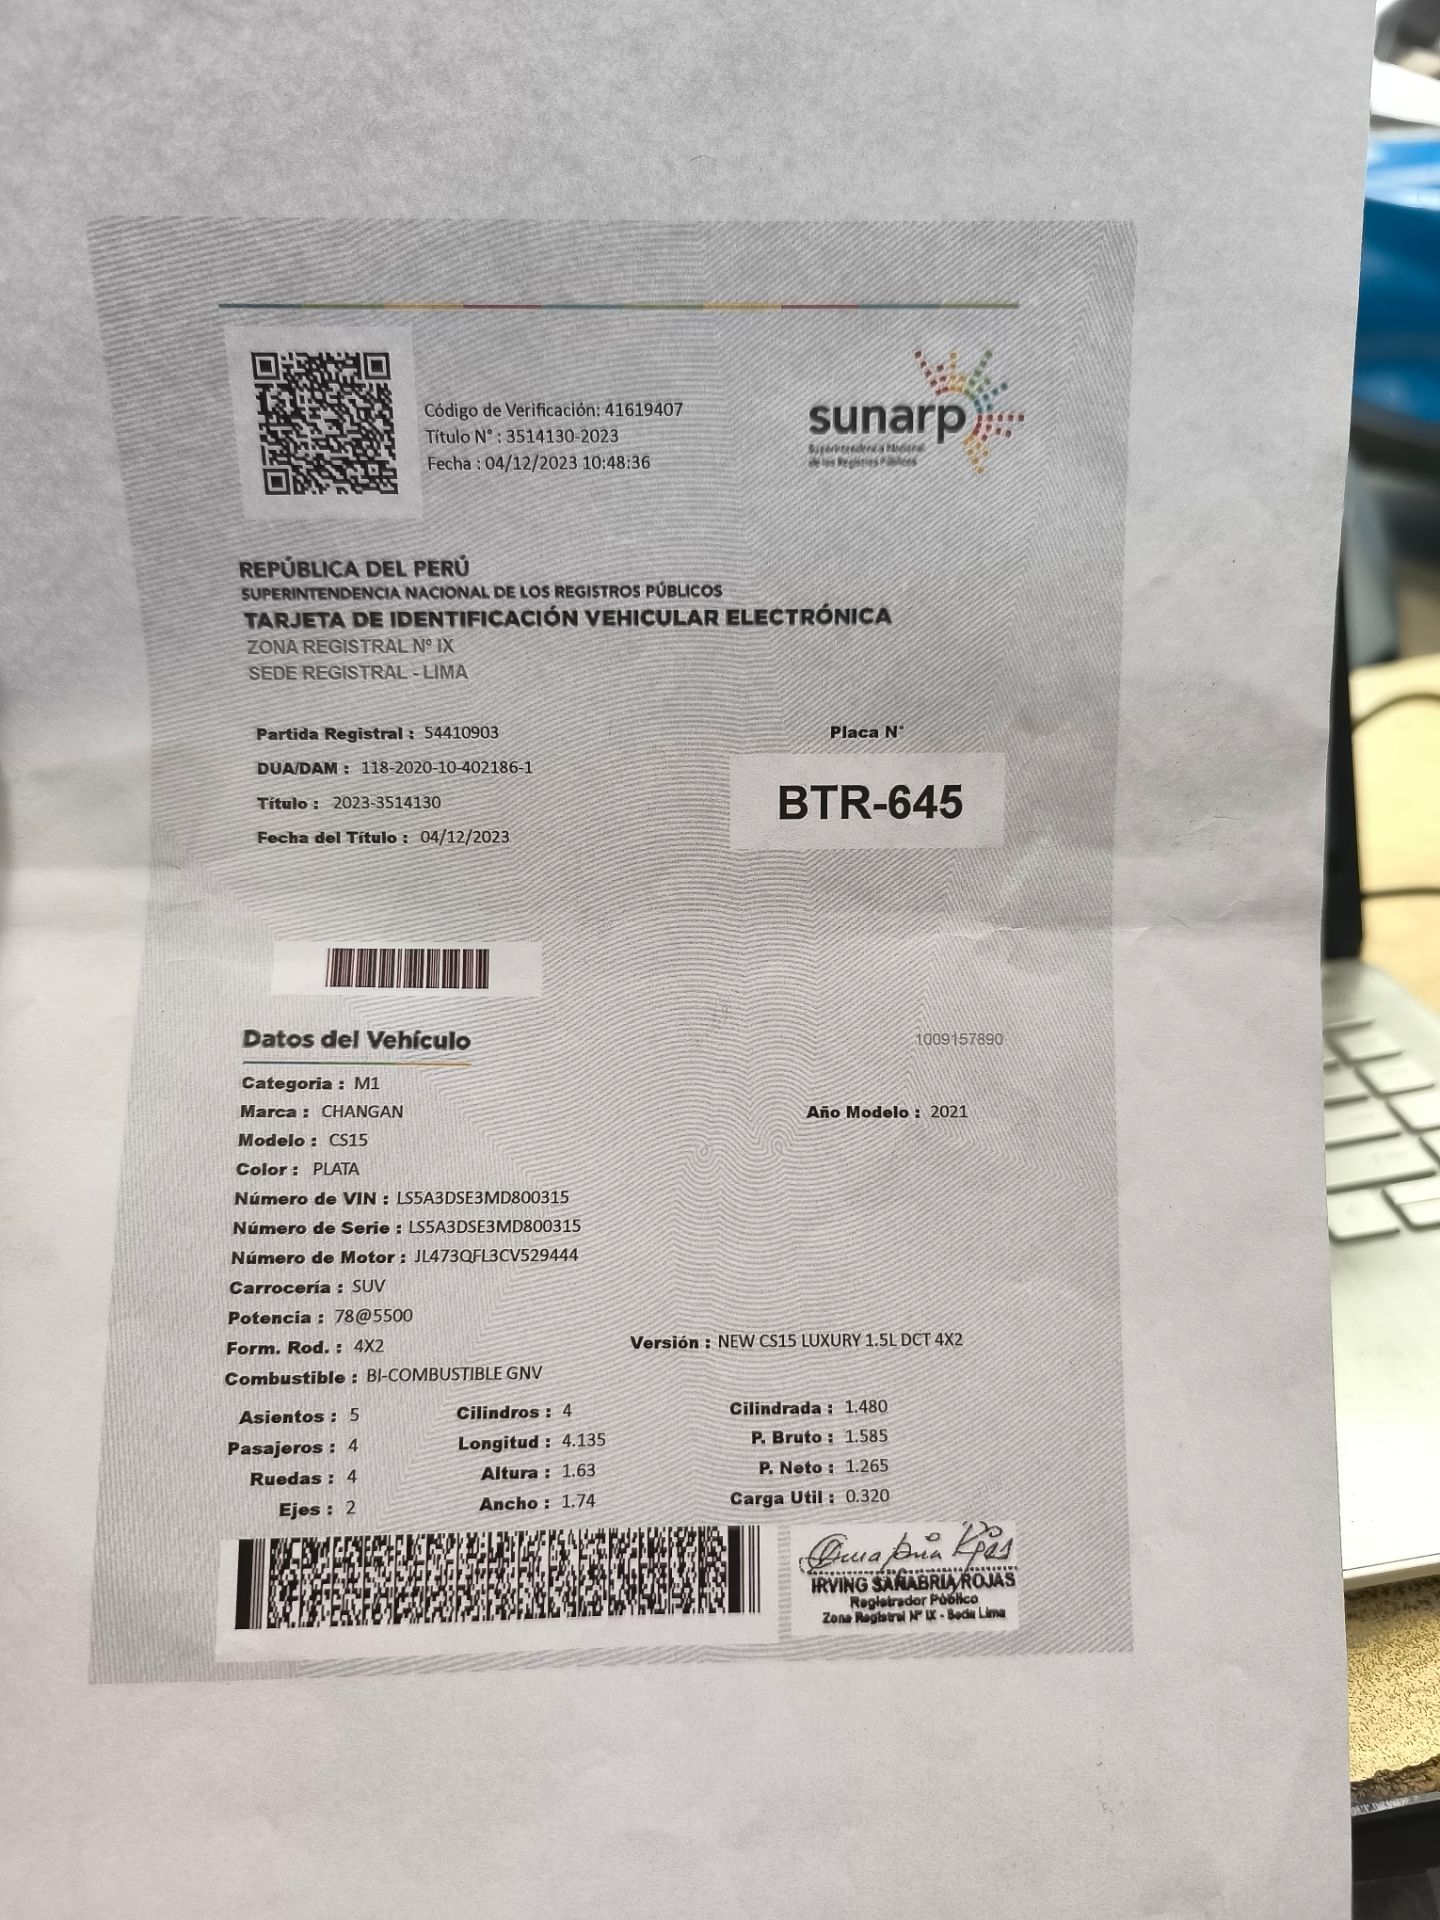 Código de Verificación: 41619407
Título N° : 3514130-2023
Fecha : 04/12/2023 10:48:36
sunarp
Superintendencia Nacional
de los Registros Públicos
REPÚBLICA DEL PERÚ
SUPERINTENDENCIA NACIONAL DE LOS REGISTROS PÚBLICOS
TARJETA DE IDENTIFICACIÓN VEHICULAR ELECTRÓNICA
ZONA REGISTRAL Nº IX
SEDE REGISTRAL - LIMA
Partida Registral : 54410903
DUA/DAM : 118-2020-10-402186-1
Título : 2023-3514130
Fecha del Título : 04/12/2023
Placa N°
BTR-645
Datos del Vehículo
1009157890
Categoria : M1
Marca : CHANGAN
Año Modelo : 2021
Modelo : CS15
Color : PLATA
Número de VIN : LS5A3DSE3MD800315
Número de Serie : LS5A3DSE3MD800315
Número de Motor : JL473QFL3CV529444
Carrocería : SUV
Potencia : 78@5500
Form. Rod. : 4X2
Versión : NEW CS15 LUXURY 1.5L DCT 4X2
Combustible : BI-COMBUSTIBLE GNV
Asientos : 5 Cilindros : 4 Cilindrada : 1.480
Pasajeros : 4 Longitud : 4.135 P. Bruto : 1.585
Ruedas : 4 Altura : 1.63 P. Neto : 1.265
Ejes : 2 Ancho : 1.74 Carga Util : 0.320
IRVING SAÑABRIA ROJAS
Registrador Público
Zona Registral Nº IX - Sede Lima